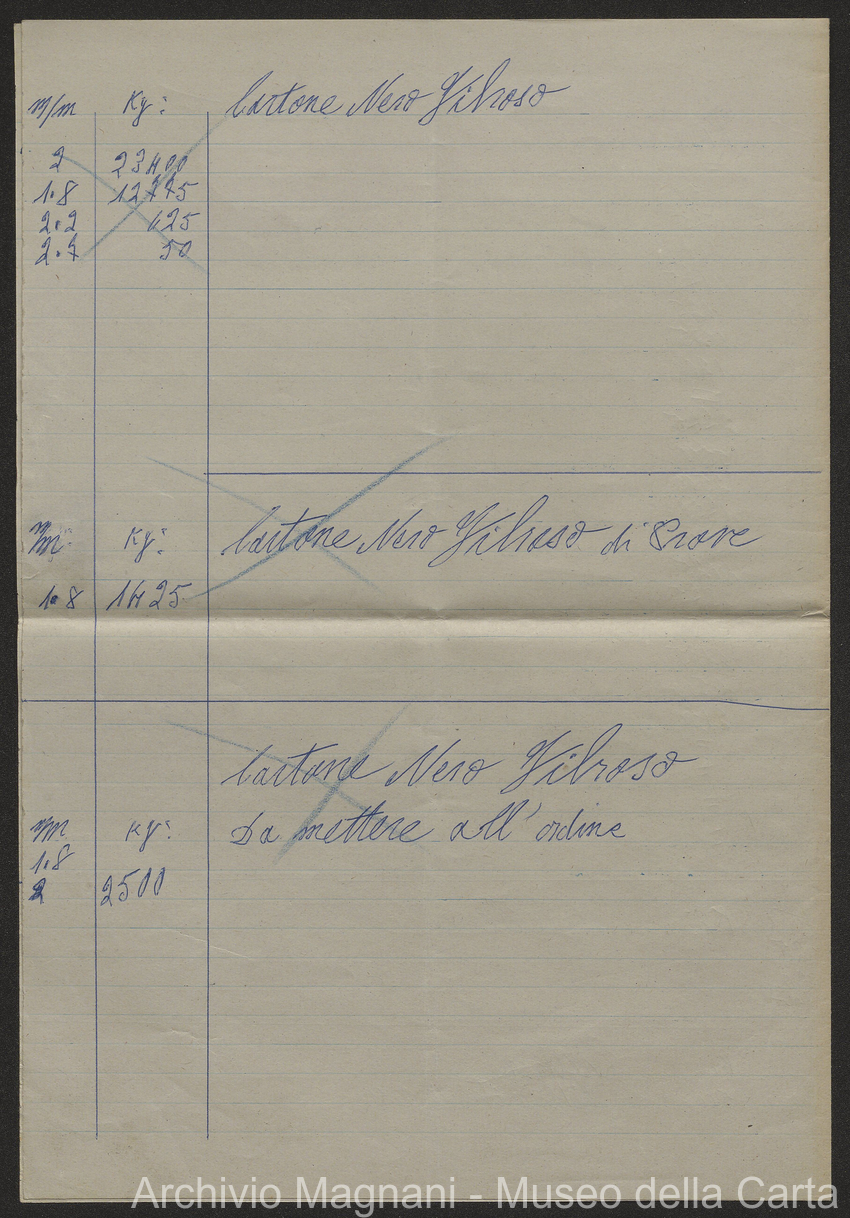 m/m Kg: Cartone Nero Fibroso
2 23400
1.8 12775
2.2 425
2.7 50
m/m Kg: Cartone Nero Fibroso di Prove
1.8 1425
Cartone Nero Fibroso
m/m Kg: Da mettere all'ordine
1.8
2 2500
Archivio Magnani - Museo della Carta